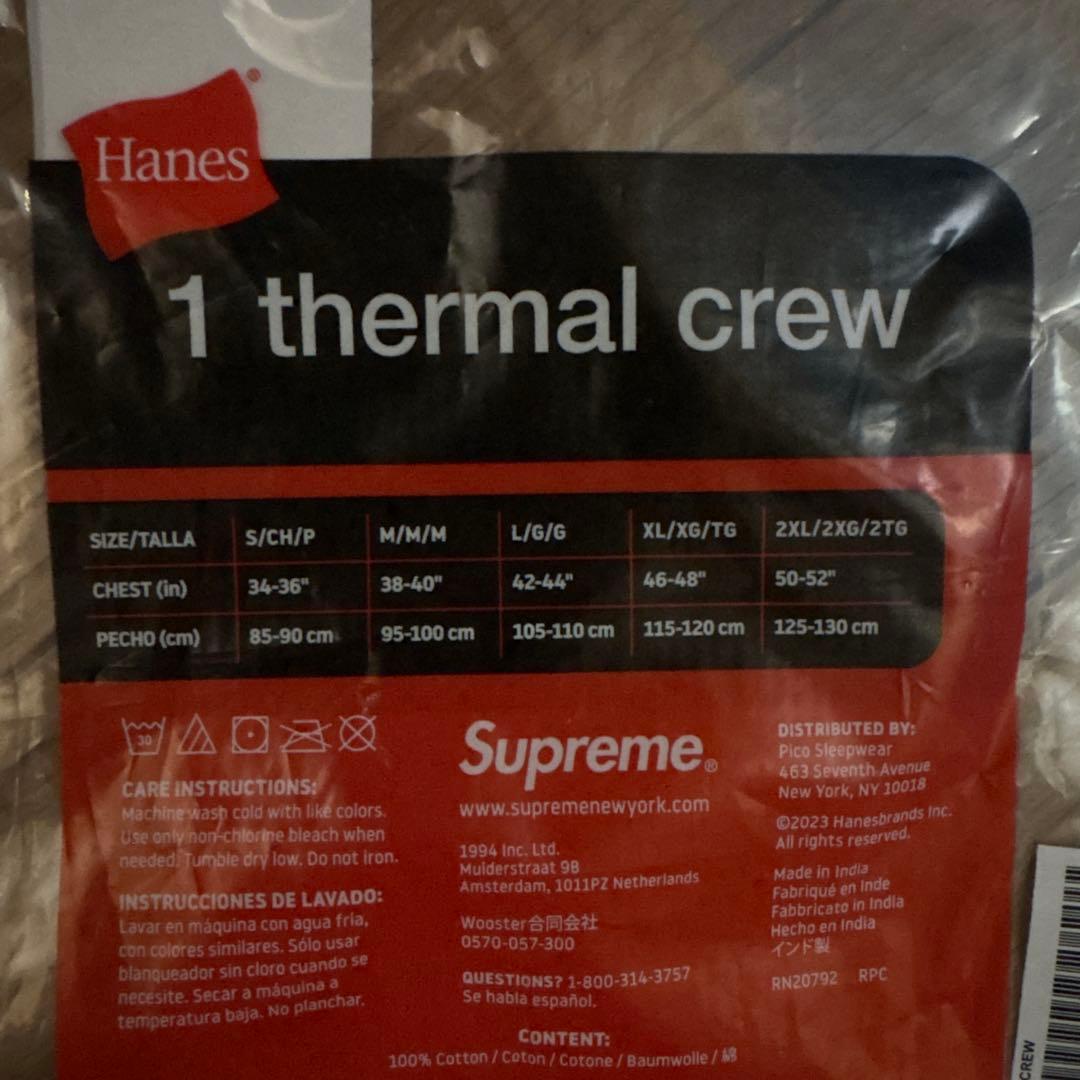 Hanes®
1 thermal crew
SIZE/TALLA S/CH/P M/M/M L/G/G XL/XG/TG 2XL/2XG/2TG
CHEST (in) 34-36" 38-40" 42-44" 46-48" 50-52"
PECHO (cm) 85-90 cm 95-100 cm 105-110 cm 115-120 cm 125-130 cm
30
CARE INSTRUCTIONS:
Machine wash cold with like colors.
Use only non-chlorine bleach when
needed. Tumble dry low. Do not iron.
INSTRUCCIONES DE LAVADO:
Lavar en máquina con agua fría,
con colores similares. Sólo usar
blanqueador sin cloro cuando se
necesite. Secar a máquina a
temperatura baja. No planchar.
Supreme®
www.supremenewyork.com
1994 Inc. Ltd.
Muiderstraat 9B
Amsterdam, 1011PZ Netherlands
Wooster合同会社
0570-057-300
QUESTIONS? 1-800-314-3757
Se habla español.
DISTRIBUTED BY:
Pico Sleepwear
463 Seventh Avenue
New York, NY 10018
©2023 Hanesbrands Inc.
All rights reserved.
Made in India
Fabriqué en Inde
Fabbricato in India
Hecho en India
インド製
RN20792 RPC
CONTENT:
100% Cotton / Coton / Cotone / Baumwolle / 綿
CREW